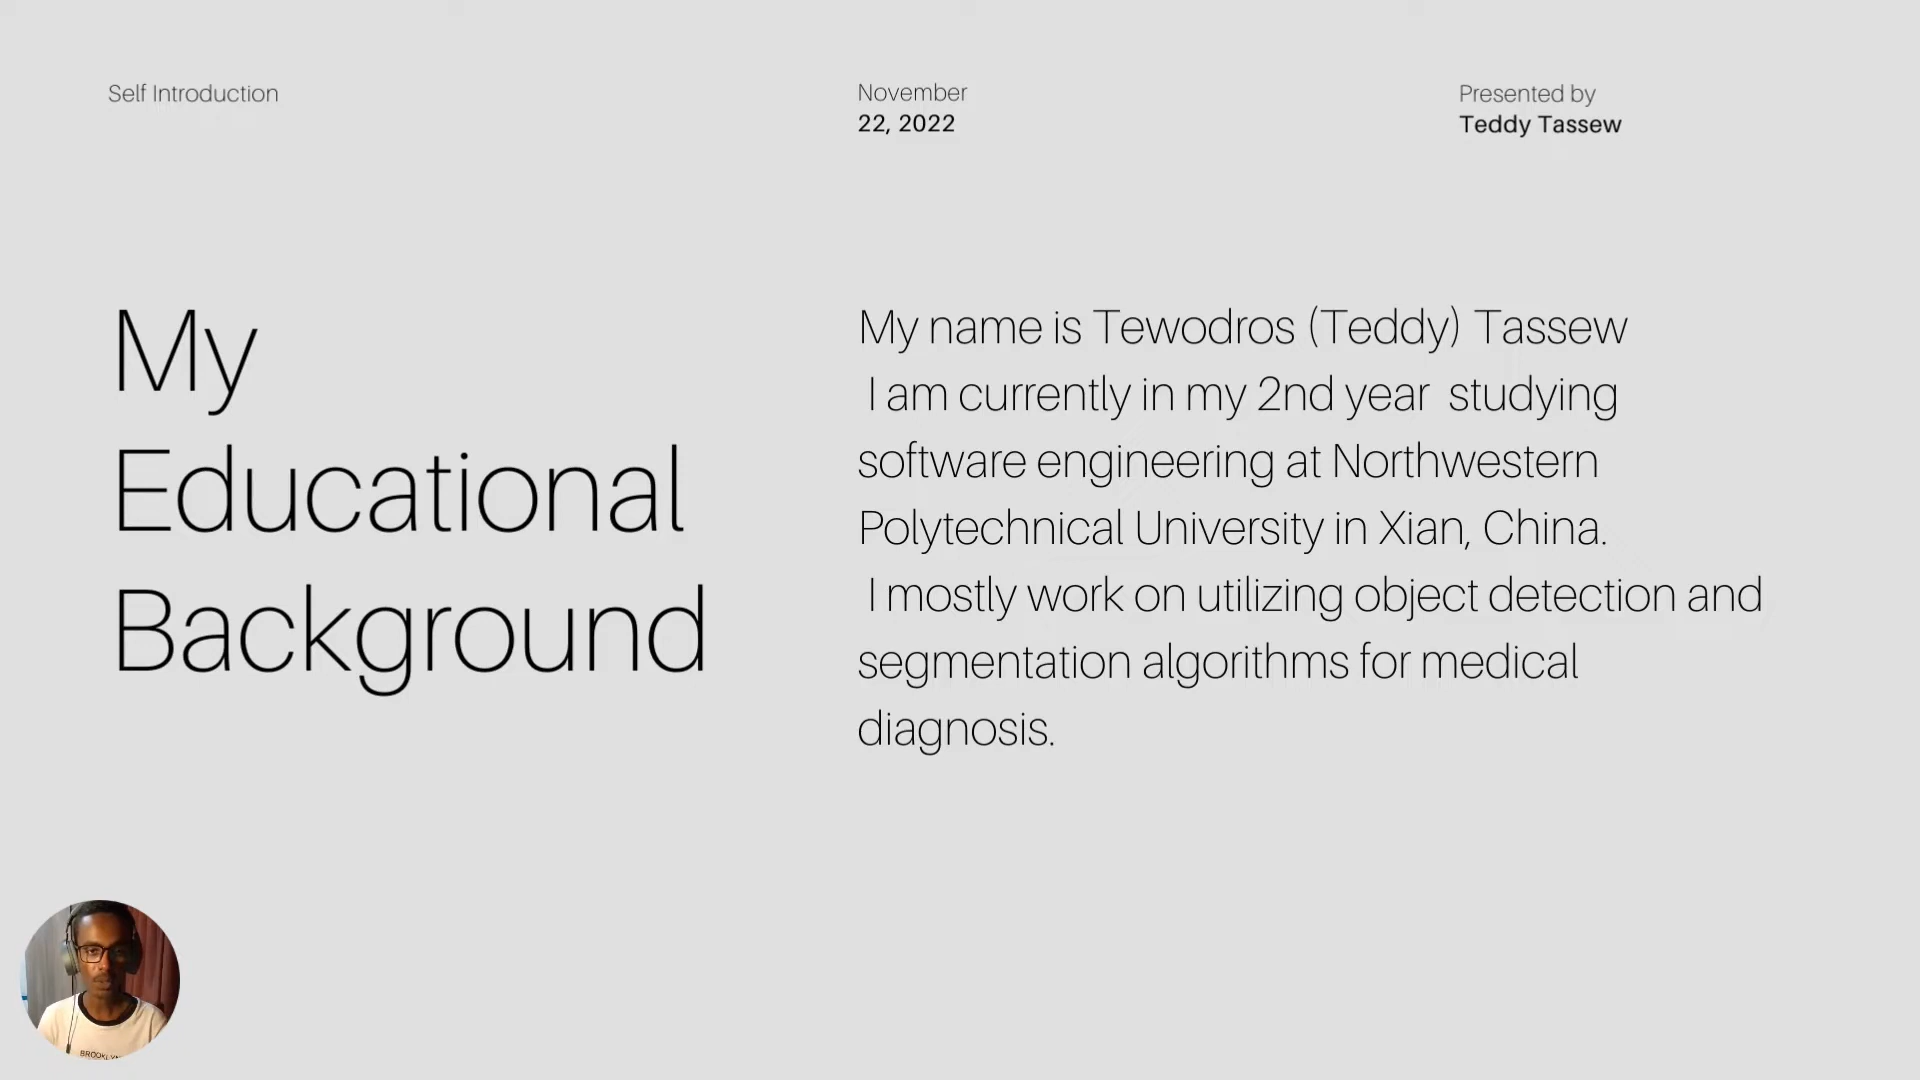 Self Introduction
November
22, 2022
Presented by
Teddy Tassew
My
Educational
Background
My name is Tewodros (Teddy) Tassew
I am currently in my 2nd year studying
software engineering at Northwestern
Polytechnical University in Xian, China.
I mostly work on utilizing object detection and
segmentation algorithms for medical
diagnosis.
BROOKLYN